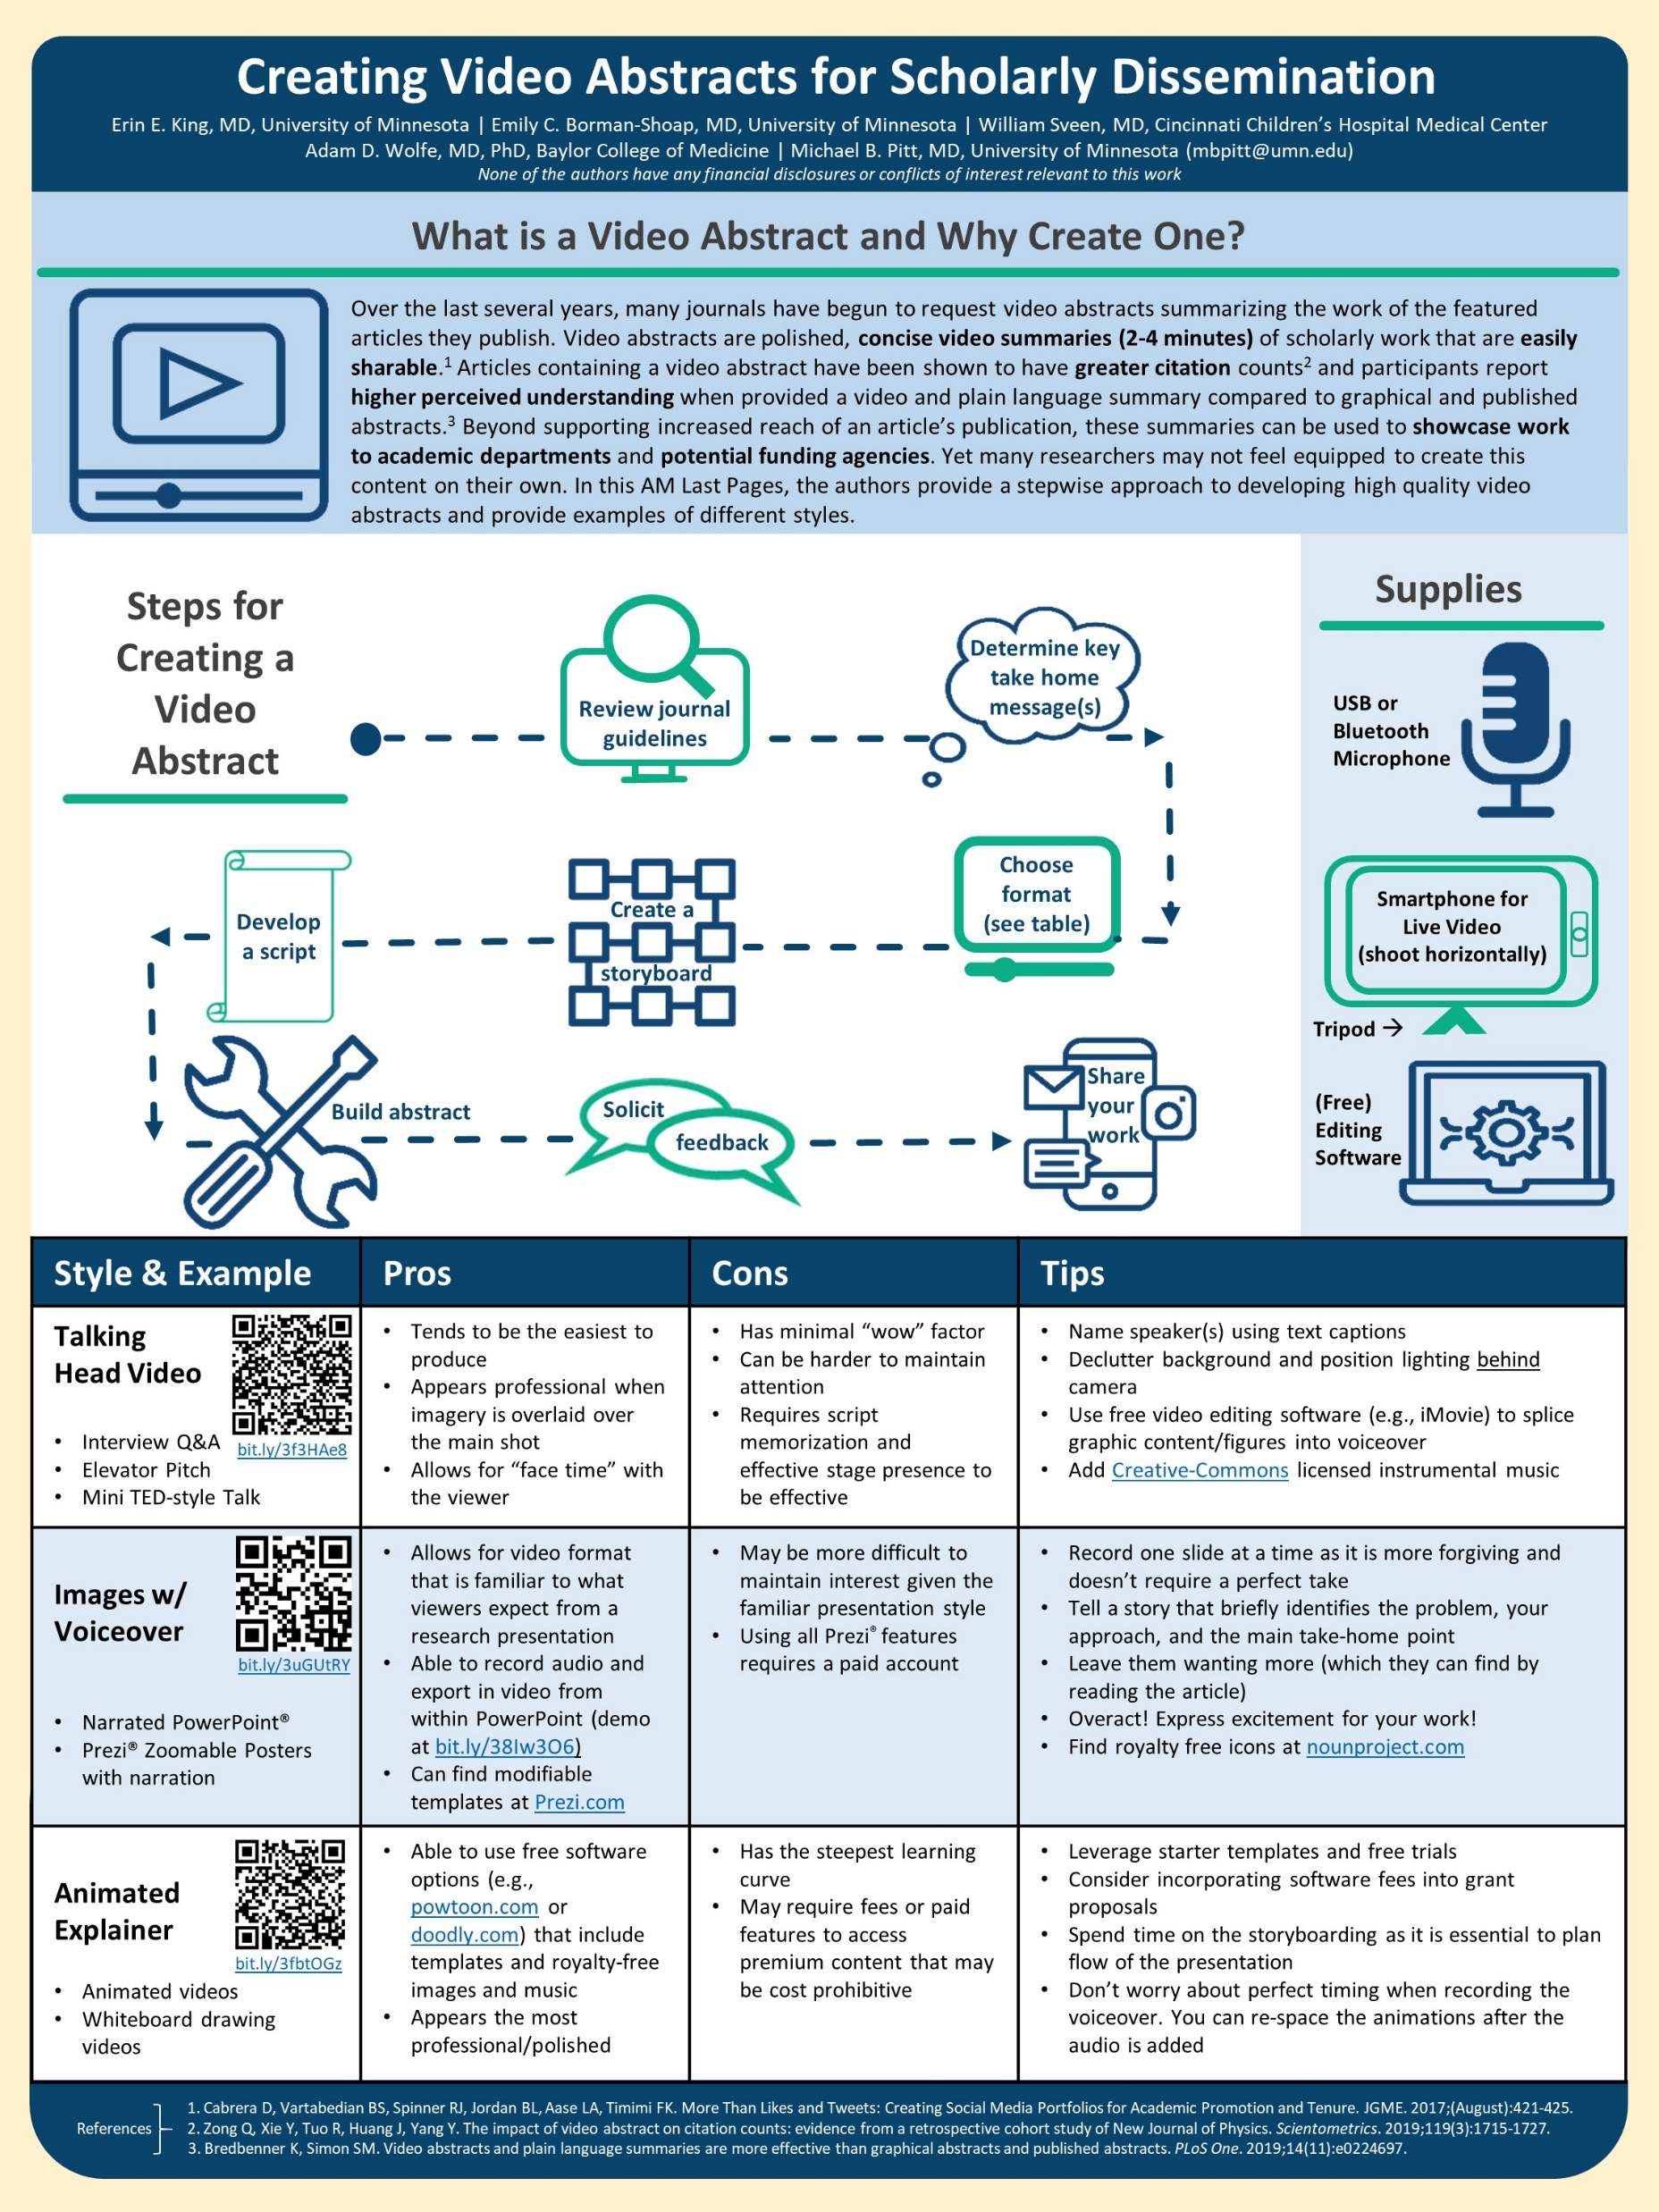 Creating Video Abstracts for Scholarly Dissemination
Erin E. King, MD, University of Minnesota | Emily C. Borman-Shoap, MD, University of Minnesota | William Sveen, MD, Cincinnati Children's Hospital Medical Center
Adam D. Wolfe, MD, PhD, Baylor College of Medicine | Michael B. Pitt, MD, University of Minnesota (mbpitt@umn.edu)
None of the authors have any financial disclosures or conflicts of interest relevant to this work
What is a Video Abstract and Why Create One?
Over the last several years, many journals have begun to request video abstracts summarizing the work of the featured
articles they publish. Video abstracts are polished, concise video summaries (2-4 minutes) of scholarly work that are easily
sharable.¹ Articles containing a video abstract have been shown to have greater citation counts² and participants report
higher perceived understanding when provided a video and plain language summary compared to graphical and published
abstracts.³ Beyond supporting increased reach of an article's publication, these summaries can be used to showcase work
to academic departments and potential funding agencies. Yet many researchers may not feel equipped to create this
content on their own. In this AM Last Pages, the authors provide a stepwise approach to developing high quality video
abstracts and provide examples of different styles.
Steps for
Creating a
Video
Abstract
Review journal
guidelines
Determine key
take home
message(s)
Choose
format
(see table)
Create a
storyboard
Develop
a script
Build abstract
Solicit
feedback
Share
your
work
Supplies
USB or
Bluetooth
Microphone
Smartphone for
Live Video
(shoot horizontally)
Tripod →
(Free)
Editing
Software
Style & Example
Pros
Cons
Tips
Talking
Head Video
bit.ly/3f3HAe8
• Interview Q&A
• Elevator Pitch
• Mini TED-style Talk
• Tends to be the easiest to
produce
• Appears professional when
imagery is overlaid over
the main shot
• Allows for “face time” with
the viewer
• Has minimal “wow” factor
• Can be harder to maintain
attention
• Requires script
memorization and
effective stage presence to
be effective
• Name speaker(s) using text captions
• Declutter background and position lighting behind
camera
• Use free video editing software (e.g., iMovie) to splice
graphic content/figures into voiceover
• Add Creative-Commons licensed instrumental music
Images w/
Voiceover
bit.ly/3uGUtRY
• Narrated PowerPoint®
• Prezi® Zoomable Posters
with narration
• Allows for video format
that is familiar to what
viewers expect from a
research presentation
• Able to record audio and
export in video from
within PowerPoint (demo
at bit.ly/38Iw3O6)
• Can find modifiable
templates at Prezi.com
• May be more difficult to
maintain interest given the
familiar presentation style
• Using all Prezi® features
requires a paid account
• Record one slide at a time as it is more forgiving and
doesn't require a perfect take
• Tell a story that briefly identifies the problem, your
approach, and the main take-home point
• Leave them wanting more (which they can find by
reading the article)
• Overact! Express excitement for your work!
• Find royalty free icons at nounproject.com
Animated
Explainer
bit.ly/3fbtOGz
• Animated videos
• Whiteboard drawing
videos
• Able to use free software
options (e.g.,
powtoon.com or
doodly.com) that include
templates and royalty-free
images and music
• Appears the most
professional/polished
• Has the steepest learning
curve
• May require fees or paid
features to access
premium content that may
be cost prohibitive
• Leverage starter templates and free trials
• Consider incorporating software fees into grant
proposals
• Spend time on the storyboarding as it is essential to plan
flow of the presentation
• Don't worry about perfect timing when recording the
voiceover. You can re-space the animations after the
audio is added
References
1. Cabrera D, Vartabedian BS, Spinner RJ, Jordan BL, Aase LA, Timimi FK. More Than Likes and Tweets: Creating Social Media Portfolios for Academic Promotion and Tenure. JGME. 2017;(August):421-425.
2. Zong Q, Xie Y, Tuo R, Huang J, Yang Y. The impact of video abstract on citation counts: evidence from a retrospective cohort study of New Journal of Physics. Scientometrics. 2019;119(3):1715-1727.
3. Bredbenner K, Simon SM. Video abstracts and plain language summaries are more effective than graphical abstracts and published abstracts. PLoS One. 2019;14(11):e0224697.